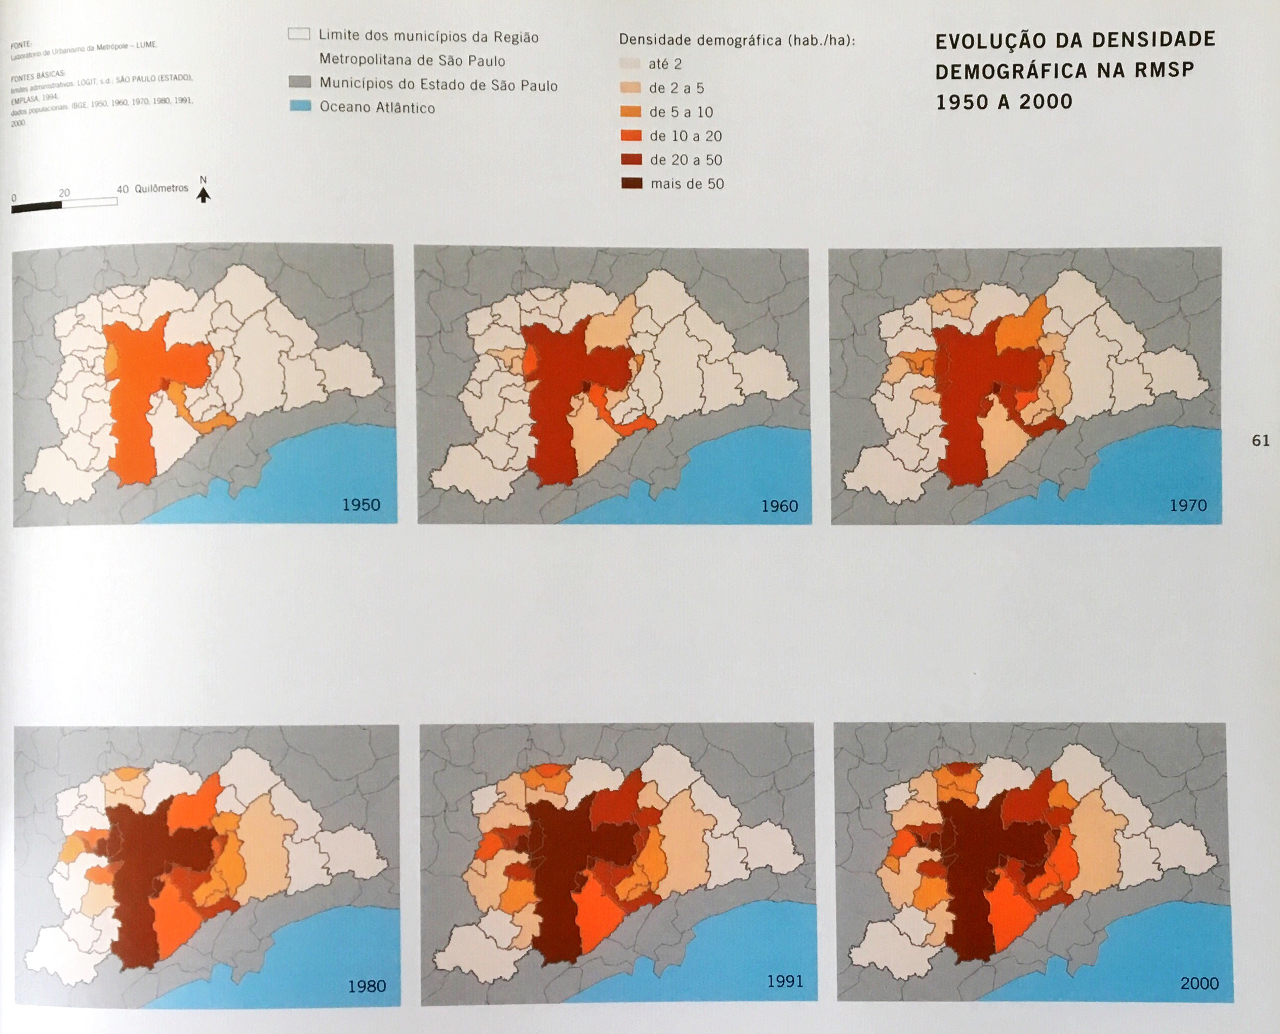 FONTE:
Laboratório de Urbanismo da Metrópole – LUME.
FONTES BÁSICAS:
limites administrativos: LOGIT, s.d.; SÃO PAULO (ESTADO),
EMPLASA, 1994;
dados populacionais: IBGE, 1950, 1960, 1970, 1980, 1991,
2000.
0 20 40 Quilômetros
N
Limite dos municípios da Região
Metropolitana de São Paulo
Municípios do Estado de São Paulo
Oceano Atlântico
Densidade demográfica (hab./ha):
até 2
de 2 a 5
de 5 a 10
de 10 a 20
de 20 a 50
mais de 50
EVOLUÇÃO DA DENSIDADE
DEMOGRÁFICA NA RMSP
1950 A 2000
1950
1960
1970
61
1980
1991
2000